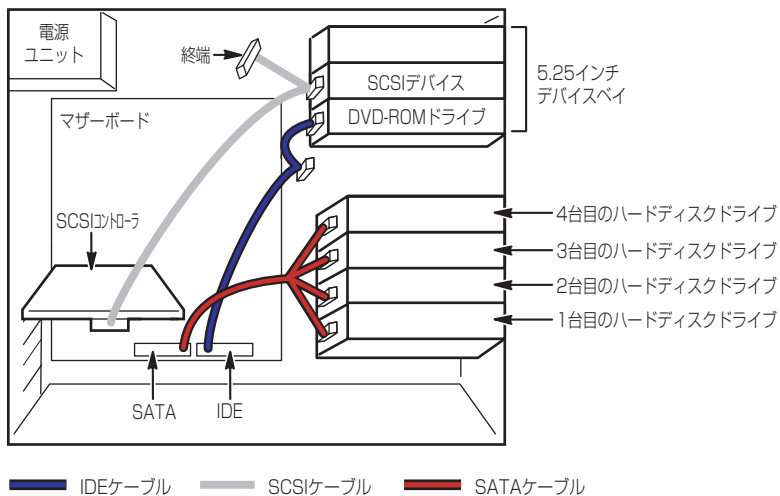 電源
ユニット
終端
SCSIデバイス
DVD-ROMドライブ
5.25インチ
デバイスベイ
マザーボード
SCSIｺﾝﾄﾛｰﾗ
4台目のハードディスクドライブ
3台目のハードディスクドライブ
2台目のハードディスクドライブ
1台目のハードディスクドライブ
SATA
IDE
IDEケーブル
SCSIケーブル
SATAケーブル